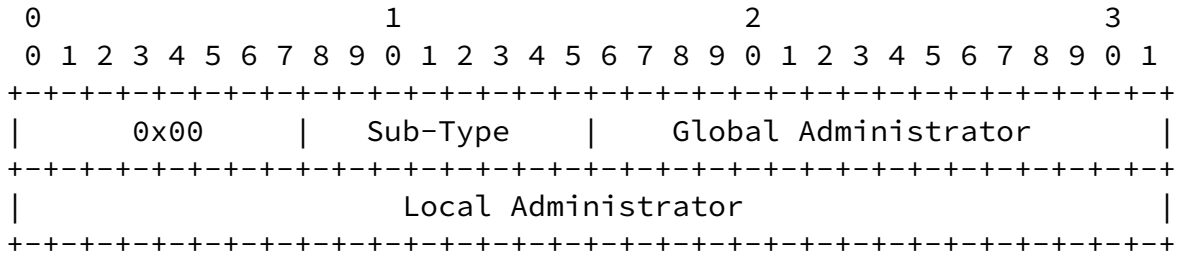 0                   1                   2                   3
 0 1 2 3 4 5 6 7 8 9 0 1 2 3 4 5 6 7 8 9 0 1 2 3 4 5 6 7 8 9 0 1
+-+-+-+-+-+-+-+-+-+-+-+-+-+-+-+-+-+-+-+-+-+-+-+-+-+-+-+-+-+-+-+-+
|      0x00     |   Sub-Type    |    Global Administrator       |
+-+-+-+-+-+-+-+-+-+-+-+-+-+-+-+-+-+-+-+-+-+-+-+-+-+-+-+-+-+-+-+-+
|                     Local Administrator                       |
+-+-+-+-+-+-+-+-+-+-+-+-+-+-+-+-+-+-+-+-+-+-+-+-+-+-+-+-+-+-+-+-+